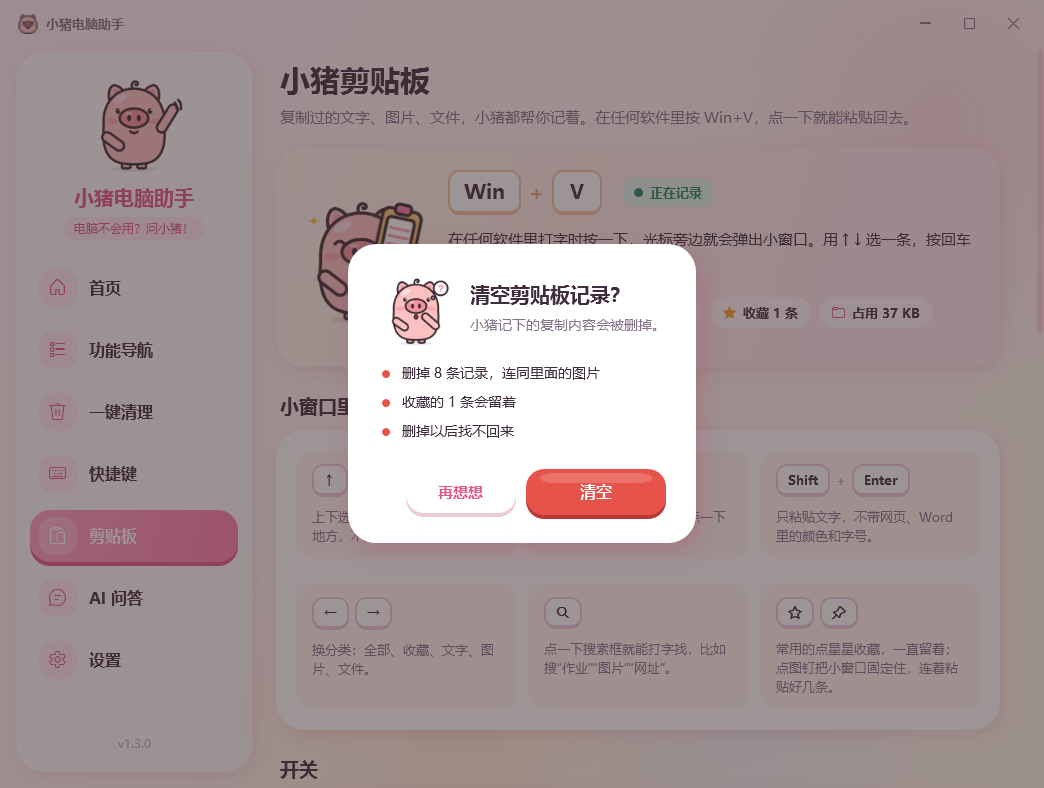 小猪电脑助手
小猪电脑助手
电脑不会用？问小猪！
首页
功能导航
一键清理
快捷键
剪贴板
AI 问答
设置
v1.3.0
小猪剪贴板
复制过的文字、图片、文件，小猪都帮你记着。在任何软件里按 Win+V，点一下就能粘贴回去。
Win + V 正在记录
在任何软件里打字时按一下，光标旁边就会弹出小窗口。用↑↓选一条，按回车
收藏 1 条 占用 37 KB
清空剪贴板记录？
小猪记下的复制内容会被删掉。
删掉 8 条记录，连同里面的图片
收藏的 1 条会留着
删掉以后找不回来
再想想 清空
小窗口里
↑
上下选
地方，
一下
Shift + Enter
只粘贴文字，不带网页、Word
里的颜色和字号。
← →
换分类：全部、收藏、文字、图
片、文件。
点一下搜索框就能打字找，比如
搜“作业”“图片”“网址”。
常用的点星星收藏，一直留着；
点图钉把小窗口固定住，连着粘
贴好几条。
开关